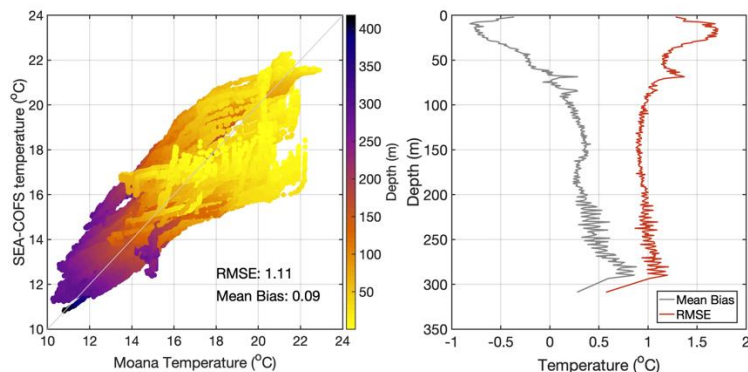 24
22
20
18
16
14
12
10
SEA-COFS temperature (°C)
10 12 14 16 18 20 22 24
Moana Temperature (°C)
RMSE: 1.11
Mean Bias: 0.09
400
350
300
250
200
150
100
50
Depth (m)
0
50
100
150
200
250
300
350
Depth (m)
-1 -0.5 0 0.5 1 1.5 2
Temperature (°C)
Mean Bias
RMSE